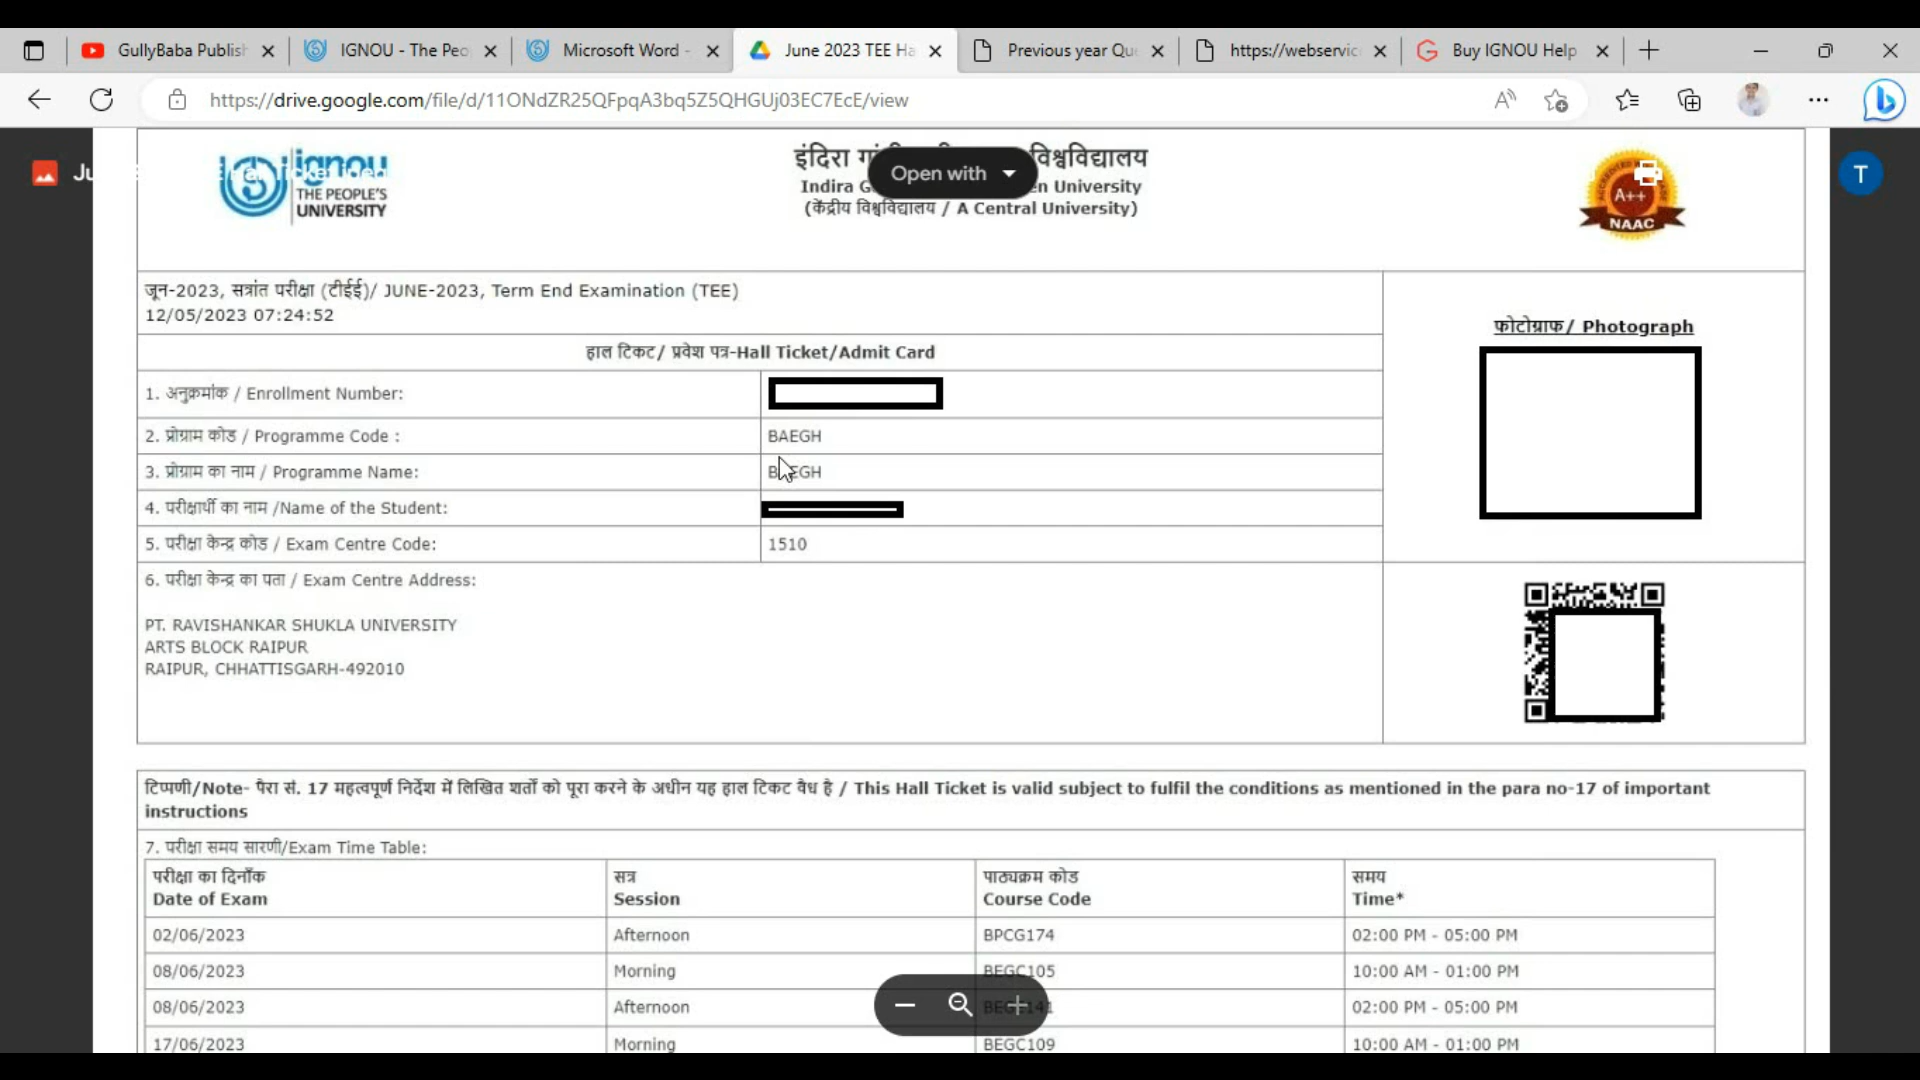 GullyBaba Publish
IGNOU - The Peo
Microsoft Word -
June 2023 TEE Ha
Previous year Que
https://webservic
Buy IGNOU Help
https://drive.google.com/file/d/11ONdZR25QFpqA3bq5Z5QHGUj03EC7EcE/view
ignou
THE PEOPLE'S
UNIVERSITY
Open with
इंदिरा
विश्वविद्यालय
Indira
University
(केंद्रीय विश्वविद्यालय / A Central University)
A++
NAAC
T
जून-2023, सत्रांत परीक्षा (टीईई)/ JUNE-2023, Term End Examination (TEE)
12/05/2023 07:24:52
हाल टिकट/ प्रवेश पत्र-Hall Ticket/Admit Card
फोटोग्राफ/ Photograph
1. अनुक्रमांक / Enrollment Number:
2. प्रोग्राम कोड / Programme Code : BAEGH
3. प्रोग्राम का नाम / Programme Name: BAEGH
4. परीक्षार्थी का नाम /Name of the Student:
5. परीक्षा केन्द्र कोड / Exam Centre Code: 1510
6. परीक्षा केन्द्र का पता / Exam Centre Address:
PT. RAVISHANKAR SHUKLA UNIVERSITY
ARTS BLOCK RAIPUR
RAIPUR, CHHATTISGARH-492010
टिप्पणी/Note- पैरा सं. 17 महत्वपूर्ण निर्देश में लिखित शर्तों को पूरा करने के अधीन यह हाल टिकट वैध है / This Hall Ticket is valid subject to fulfil the conditions as mentioned in the para no-17 of important
instructions
7. परीक्षा समय सारणी/Exam Time Table:
परीक्षा का दिनाँक सत्र पाठ्यक्रम कोड समय
Date of Exam Session Course Code Time*
02/06/2023 Afternoon BPCG174 02:00 PM - 05:00 PM
08/06/2023 Morning BEGC105 10:00 AM - 01:00 PM
08/06/2023 Afternoon 02:00 PM - 05:00 PM
17/06/2023 Morning BEGC109 10:00 AM - 01:00 PM